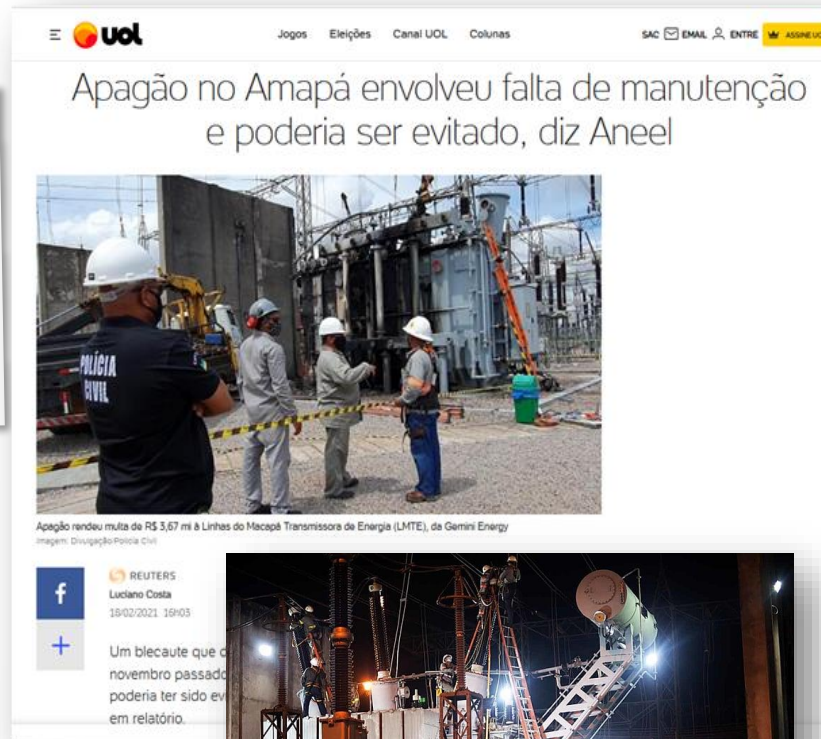 uol
Jogos Eleições Canal UOL Colunas
SAC EMAIL ENTRE ASSINE UOL
Apagão no Amapá envolveu falta de manutenção
e poderia ser evitado, diz Aneel
POLÍCIA
CIVIL
Apagão rendeu multa de R$ 3,67 mi à Linhas do Macapá Transmissora de Energia (LMTE), da Gemini Energy
Imagem: Divulgação/Polícia Civil
f
REUTERS
Luciano Costa
18/02/2021 16h03
+
Um blecaute que
novembro passado
poderia ter sido
em relatório.